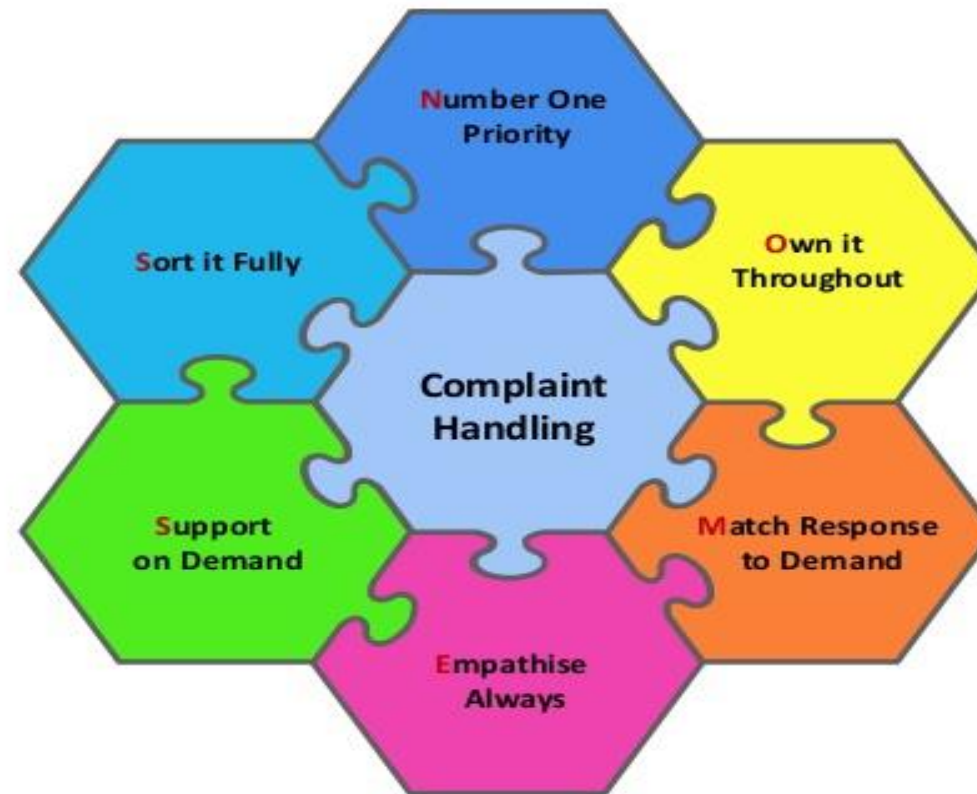 Number One
Priority
Own it
Throughout
Match Response
to Demand
Empathise
Always
Support
on Demand
Sort it Fully
Complaint
Handling